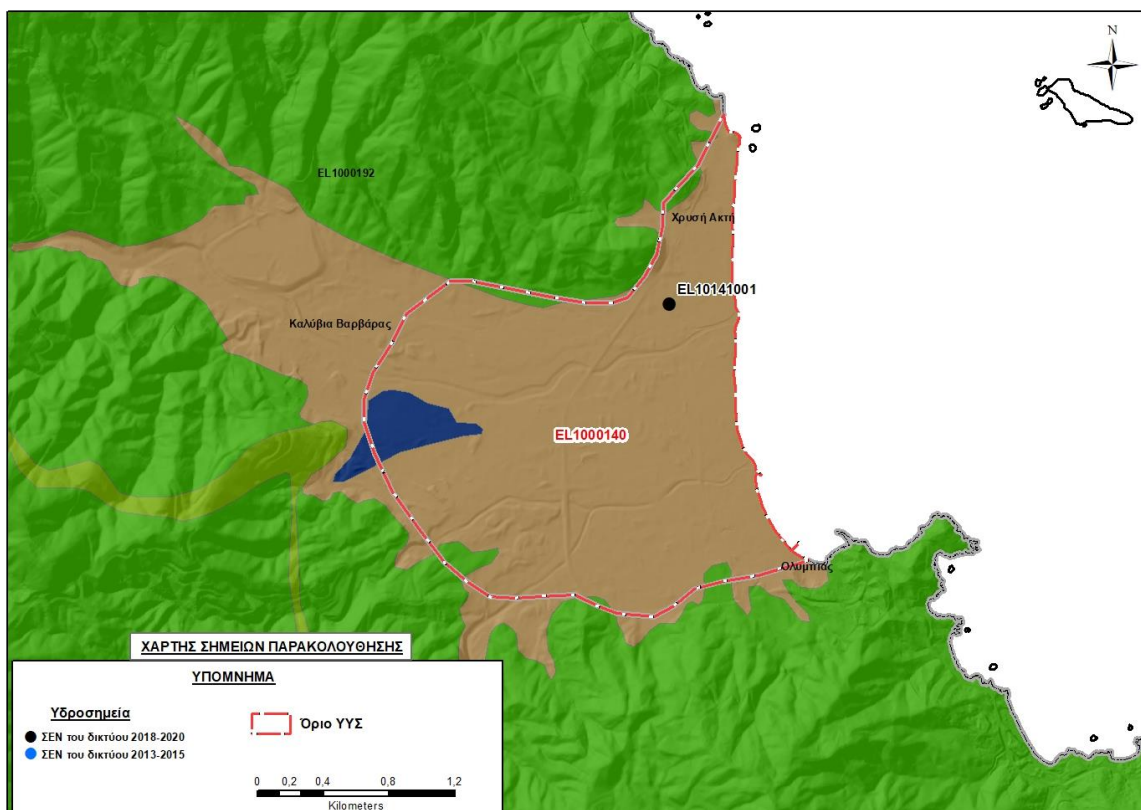 N
EL1000192
Χρυσή Ακτή
EL10141001
Καλύβια Βαρβάρας
EL1000140
Ολυμπιάς
ΧΑΡΤΗΣ ΣΗΜΕΙΩΝ ΠΑΡΑΚΟΛΟΥΘΗΣΗΣ
ΥΠΟΜΝΗΜΑ
Υδροσημεία
ΣΕΝ του δικτύου 2018-2020
ΣΕΝ του δικτύου 2013-2015
Όριο ΥΥΣ
0 0,2 0,4 0,8 1,2
Kilometers